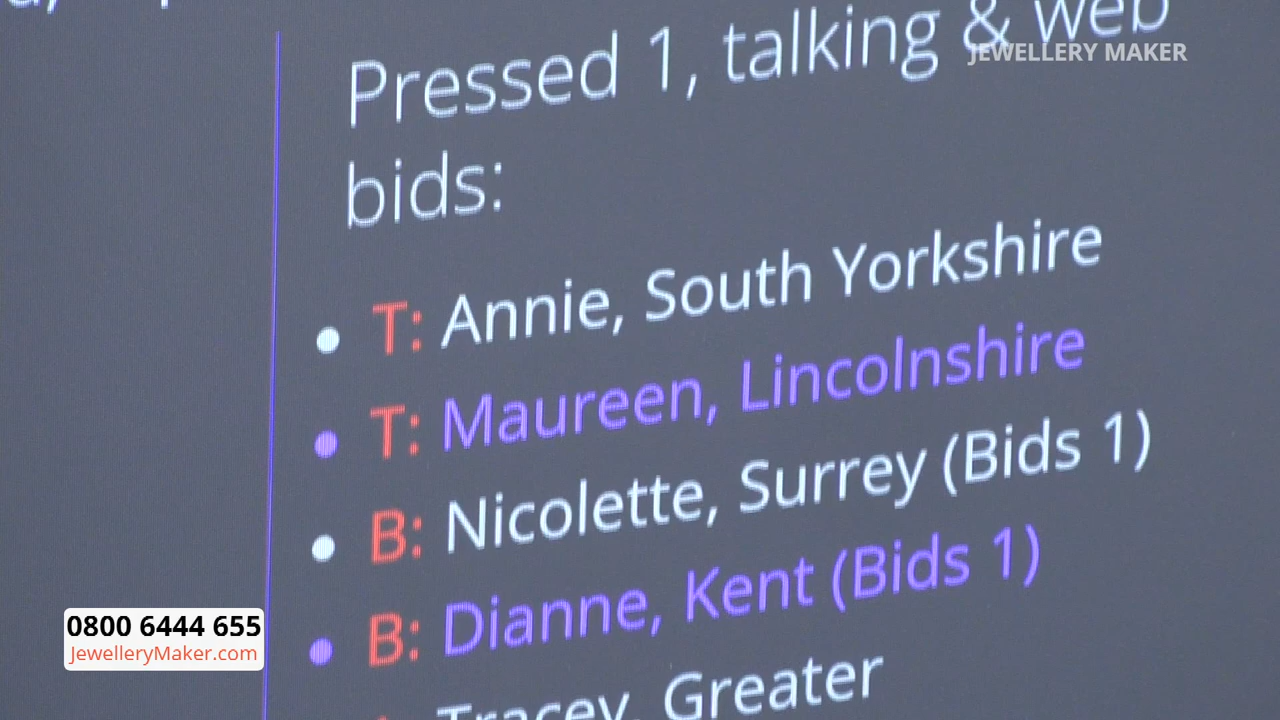 Pressed 1, talking & web
JEWELLERY MAKER
bids:
T: Annie, South Yorkshire
T: Maureen, Lincolnshire
B: Nicolette, Surrey (Bids 1)
B: Dianne, Kent (Bids 1)
Tracey, Greater
0800 6444 655
JewelleryMaker.com